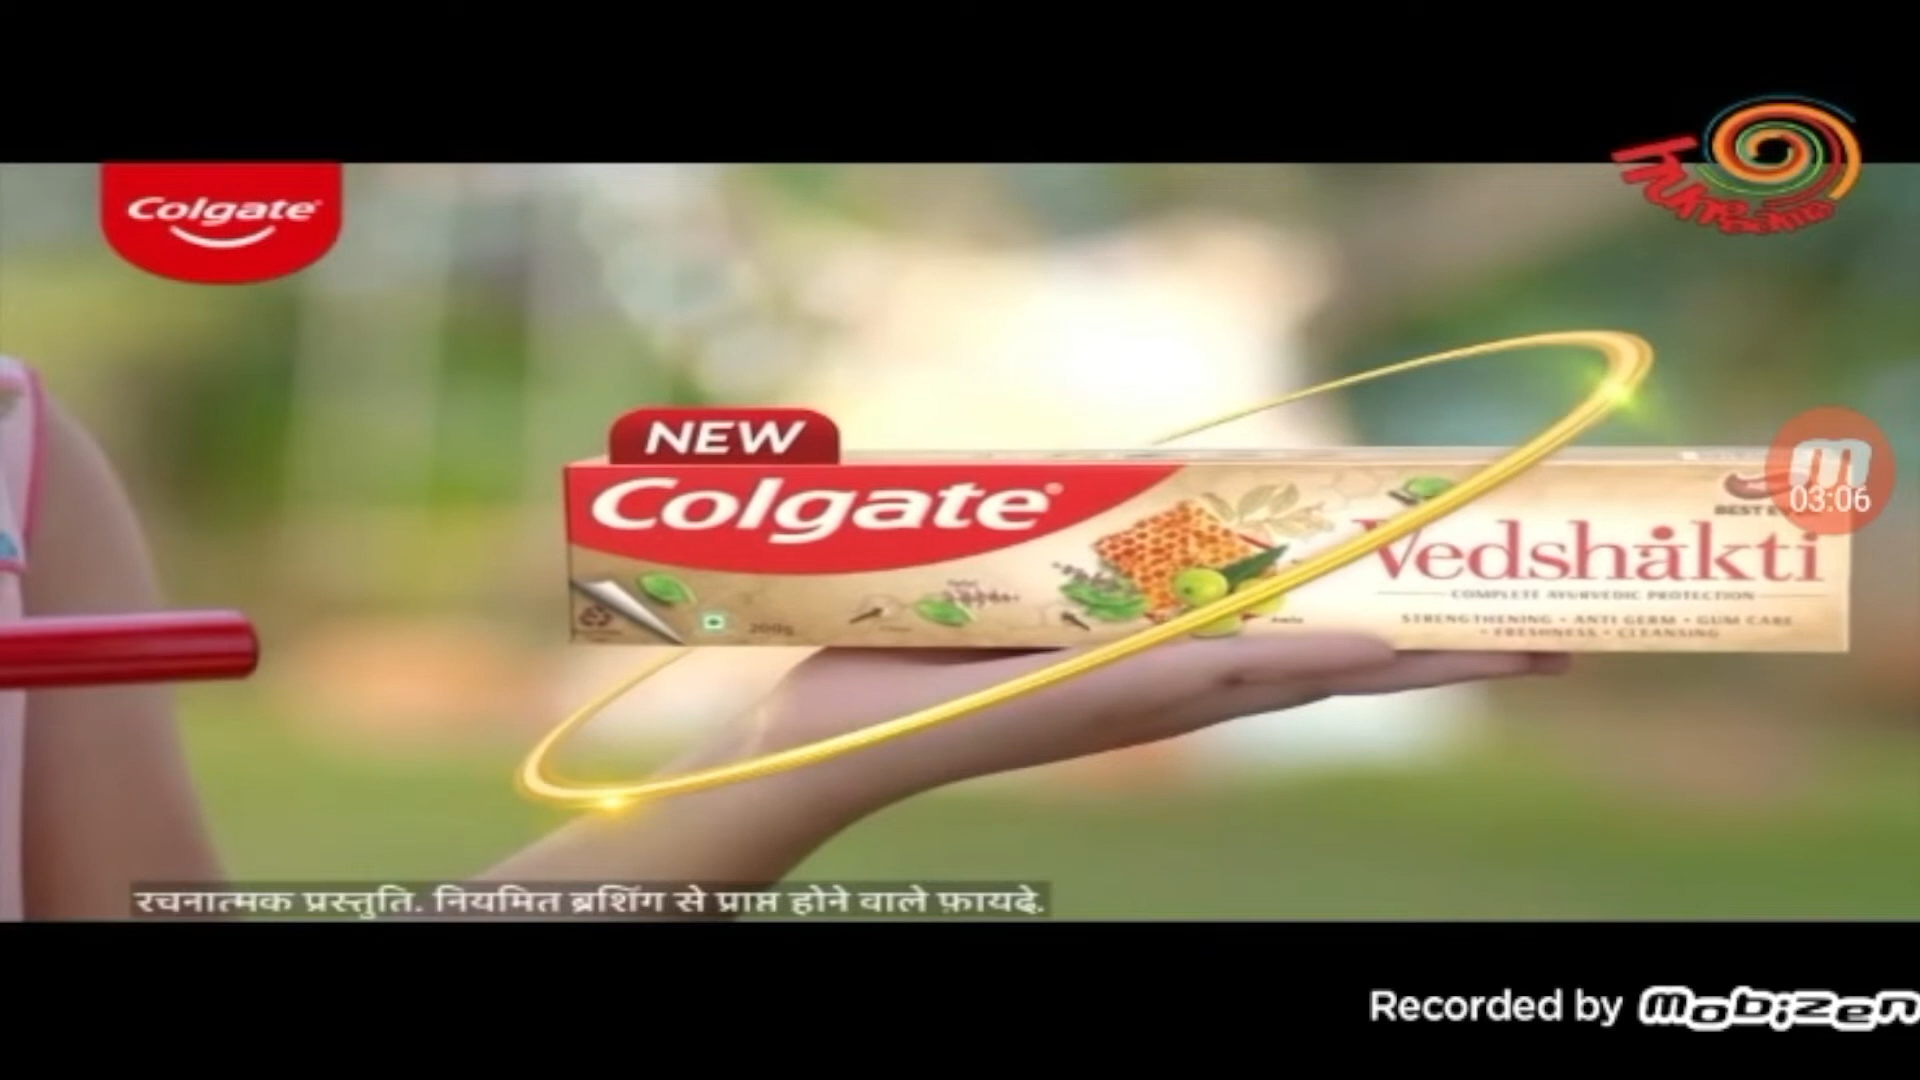 Colgate
NEW
Colgate
03:06
Vedshakti
COMPLETE AYURVEDIC PROTECTION
STRENGTHENING • ANTI GERM • GUM CARE
• FRESHNESS • CLEANSING
200g
रचनात्मक प्रस्तुति. नियमित ब्रशिंग से प्राप्त होने वाले फ़ायदे.
Recorded by mobizen